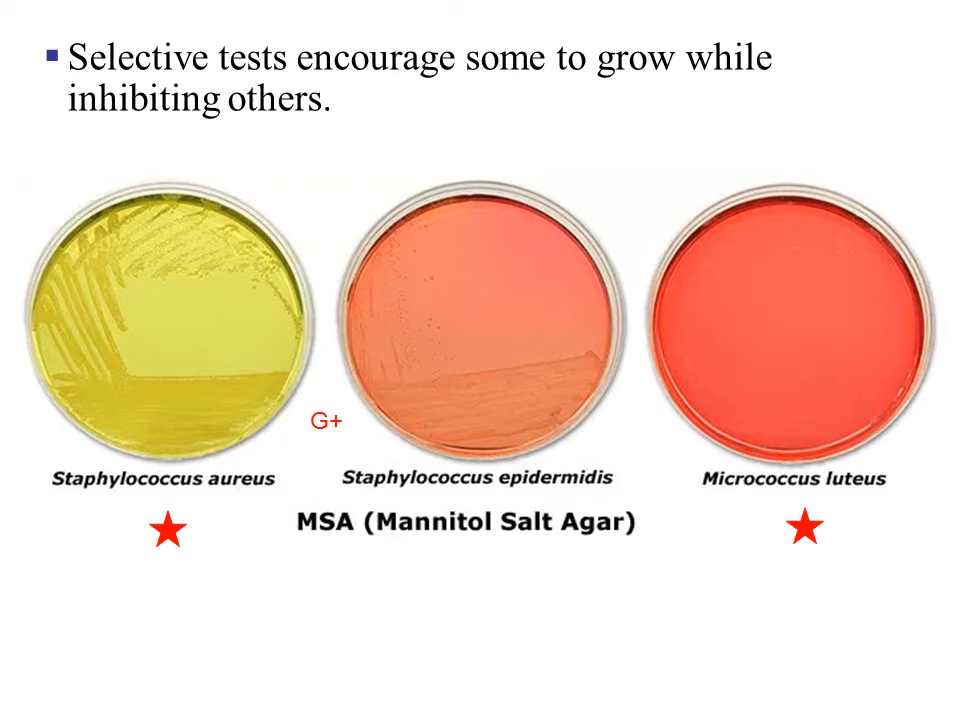 Selective tests encourage some to grow while
inhibiting others.
G+
Staphylococcus aureus
Staphylococcus epidermidis
Micrococcus luteus
MSA (Mannitol Salt Agar)